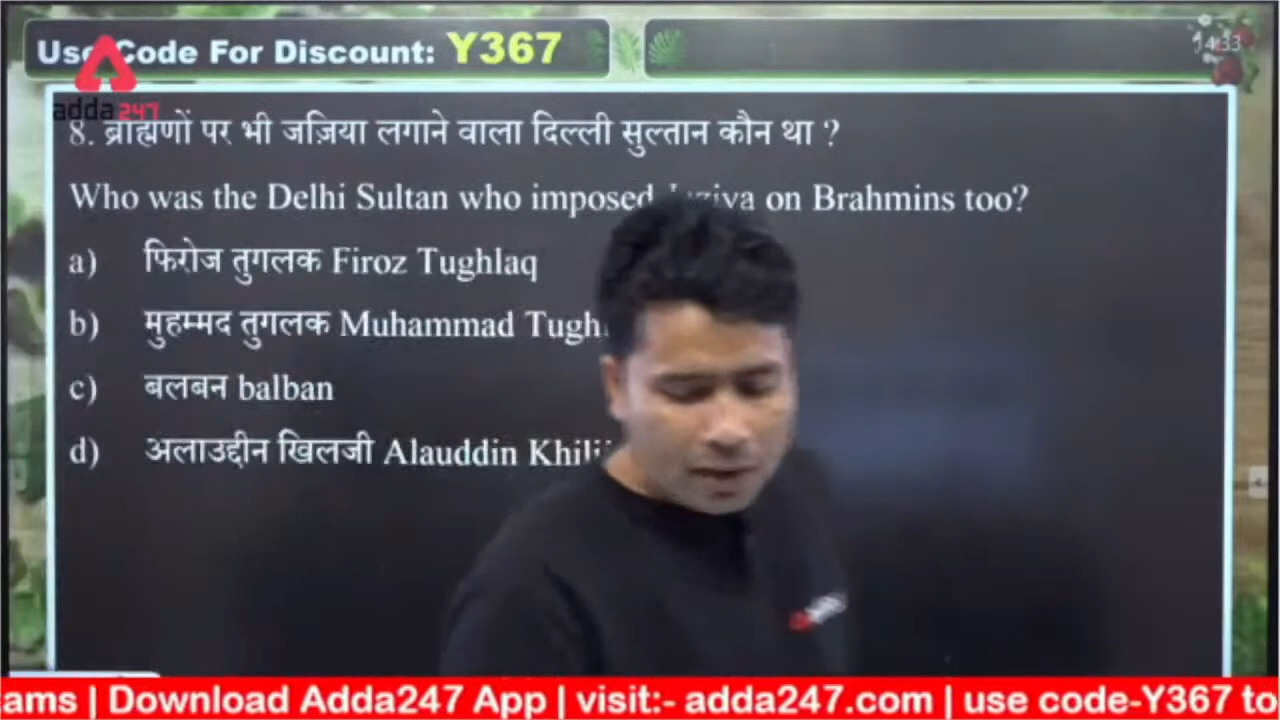 Use Code For Discount: Y367
14:33
adda247
8. ब्राह्मणों पर भी जज़िया लगाने वाला दिल्ली सुल्तान कौन था ?
Who was the Delhi Sultan who imposed on Brahmins too?
a) फिरोज तुगलक Firoz Tughlaq
b) मुहम्मद तुगलक Muhammad
c) बलबन balban
d) अलाउद्दीन खिलजी Alauddin
| Download Adda247 App | visit:- adda247.com | use code-Y367 to